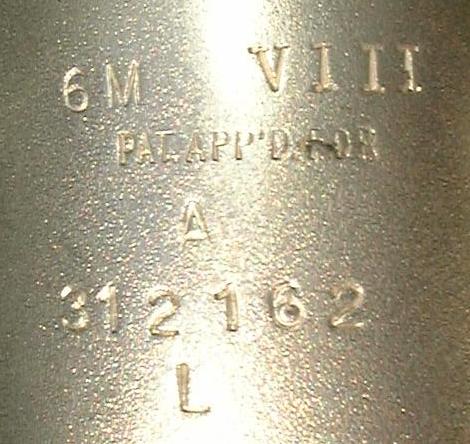 6M VIII
PAT. APP'D. FOR
A
312162
L